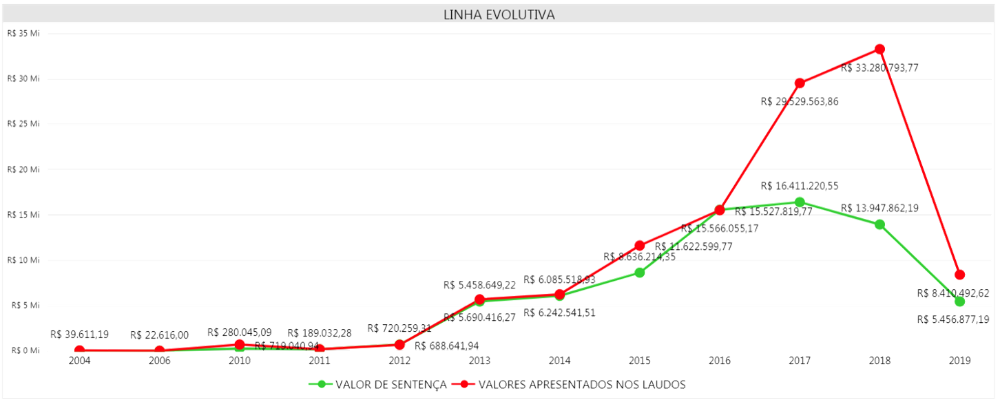 LINHA EVOLUTIVA
R$ 35 Mi
R$ 30 Mi
R$ 25 Mi
R$ 20 Mi
R$ 15 Mi
R$ 10 Mi
R$ 5 Mi
R$ 0 Mi
R$ 39.611,19
R$ 22.616,00
R$ 280.045,09
R$ 719.040,94
R$ 189.032,28
R$ 720.259,31
R$ 688.641,94
R$ 5.458.649,22
R$ 5.690.416,27
R$ 6.085.518,93
R$ 6.242.541,51
R$ 8.636.214,35
R$ 11.622.599,77
R$ 15.527.819,77
R$ 15.566.055,17
R$ 29.529.563,86
R$ 16.411.220,55
R$ 33.280.793,77
R$ 13.947.862,19
R$ 8.410.492,62
R$ 5.456.877,19
2004 2006 2010 2011 2012 2013 2014 2015 2016 2017 2018 2019
VALOR DE SENTENÇA VALORES APRESENTADOS NOS LAUDOS